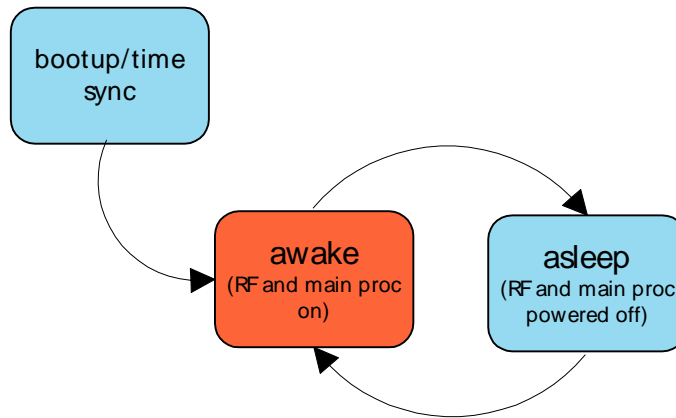 bootup/time
sync
awake
(RF and main proc
on)
asleep
(RF and main proc
powered off)